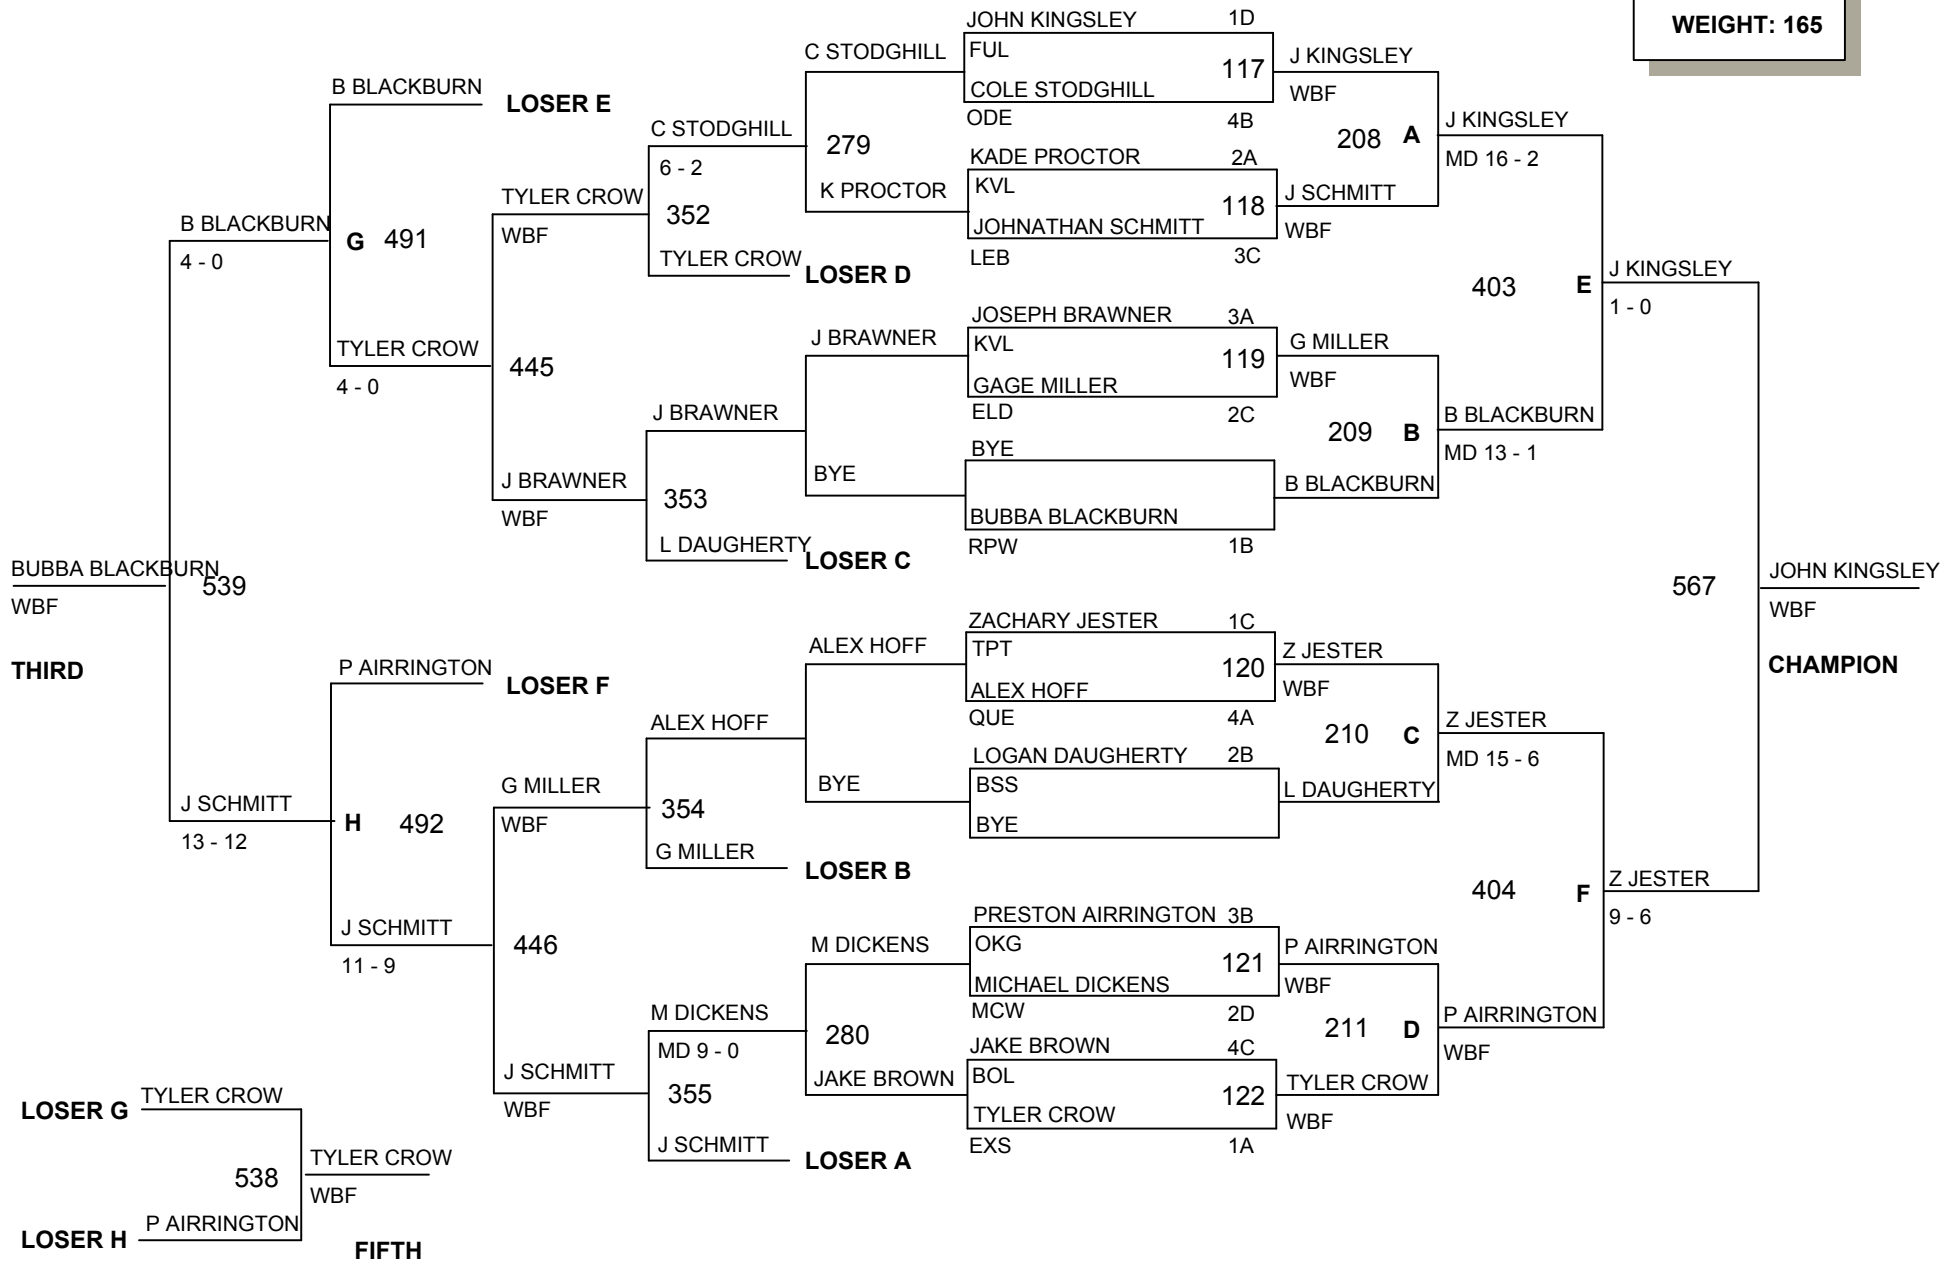 WEIGHT: 165
JOHN KINGSLEY 1D
FUL
117
COLE STODGHILL
ODE 4B
KADE PROCTOR 2A
KVL
118
JOHNATHAN SCHMITT
LEB 3C
JOSEPH BRAWNER 3A
KVL
119
GAGE MILLER
ELD 2C
BYE
BUBBA BLACKBURN
RPW 1B
ZACHARY JESTER 1C
TPT
120
ALEX HOFF
QUE 4A
LOGAN DAUGHERTY 2B
BSS
BYE
PRESTON AIRRINGTON 3B
OKG
121
MICHAEL DICKENS
MCW 2D
JAKE BROWN 4C
BOL
122
TYLER CROW
EXS 1A
J KINGSLEY
WBF
208 A
J SCHMITT
WBF
G MILLER
WBF
209 B
B BLACKBURN
Z JESTER
WBF
210 C
L DAUGHERTY
P AIRRINGTON
WBF
211 D
TYLER CROW
WBF
J KINGSLEY
MD 16 - 2
403 E
B BLACKBURN
MD 13 - 1
Z JESTER
MD 15 - 6
404 F
P AIRRINGTON
WBF
J KINGSLEY
1 - 0
567
Z JESTER
9 - 6
JOHN KINGSLEY
WBF
CHAMPION
C STODGHILL
279
K PROCTOR
J BRAWNER
BYE
ALEX HOFF
BYE
M DICKENS
280
JAKE BROWN
C STODGHILL
6 - 2
352
TYLER CROW
LOSER D
J BRAWNER
353
L DAUGHERTY
LOSER C
ALEX HOFF
354
G MILLER
LOSER B
M DICKENS
MD 9 - 0
355
J SCHMITT
LOSER A
TYLER CROW
WBF
445
J BRAWNER
WBF
G MILLER
WBF
446
J SCHMITT
WBF
B BLACKBURN
LOSER E
G 491
TYLER CROW
4 - 0
P AIRRINGTON
LOSER F
H 492
J SCHMITT
11 - 9
B BLACKBURN
4 - 0
539
J SCHMITT
13 - 12
BUBBA BLACKBURN
WBF
THIRD
LOSER G
TYLER CROW
538
LOSER H
P AIRRINGTON
TYLER CROW
WBF
FIFTH